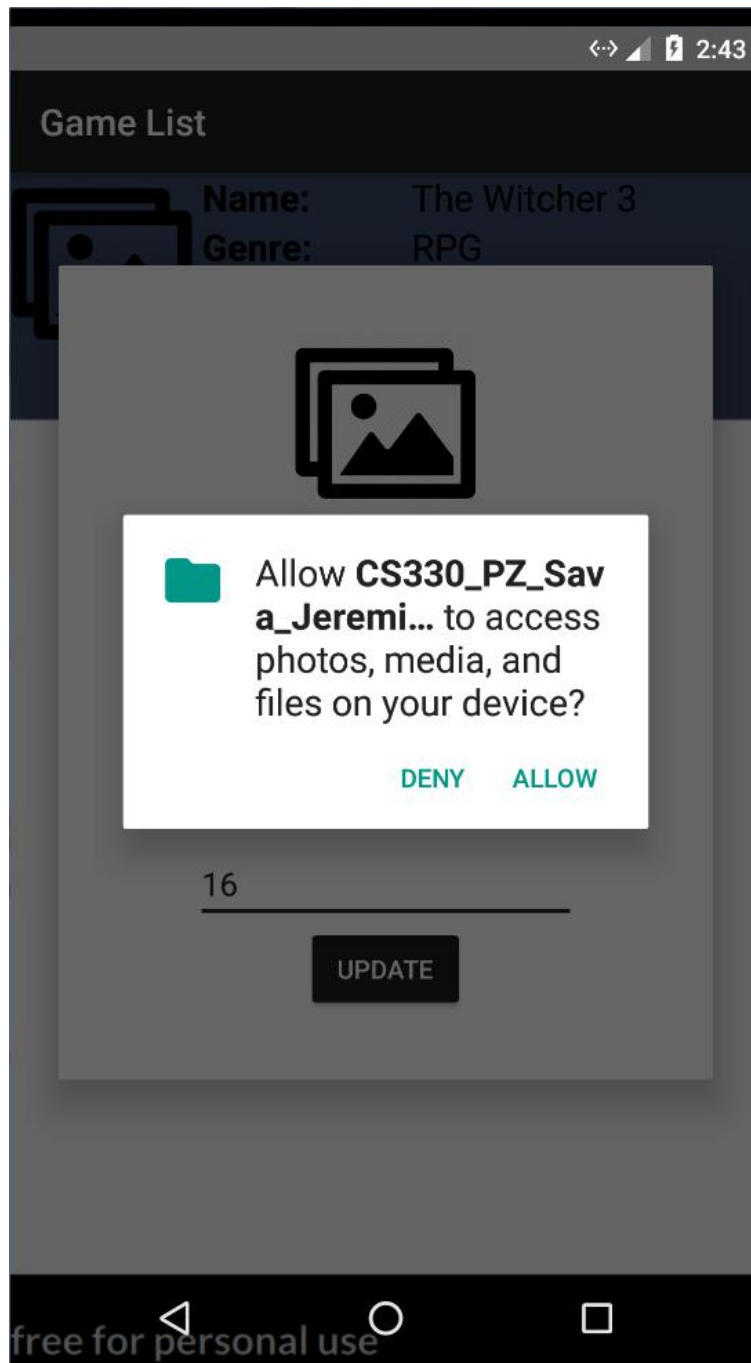 2:43
Game List
Name: The Witcher 3
Genre: RPG
Allow CS330_PZ_Sav
a_Jeremi... to access
photos, media, and
files on your device?
DENY ALLOW
16
UPDATE
free for personal use